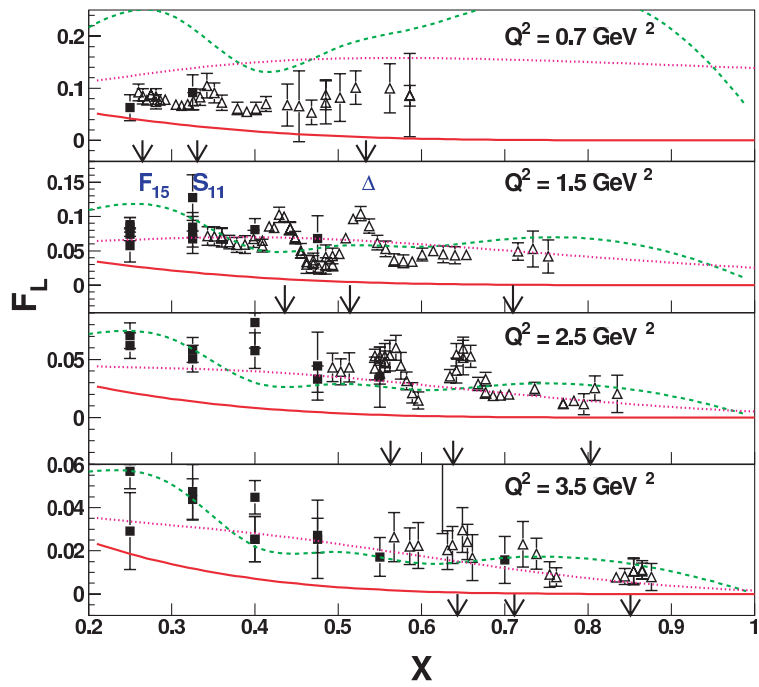 0.2
0.1
0
Q² = 0.7 GeV ²
0.15
0.1
0.05
0
F₁₅
S₁₁
Δ
Q² = 1.5 GeV ²
F_L
0.05
0
Q² = 2.5 GeV ²
0.06
0.04
0.02
0
Q² = 3.5 GeV ²
0.2 0.3 0.4 0.5 0.6 0.7 0.8 0.9 1
X